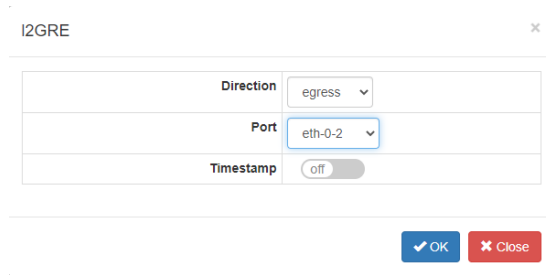 l2GRE ×
Direction egress
Port eth-0-2
Timestamp off
OK Close